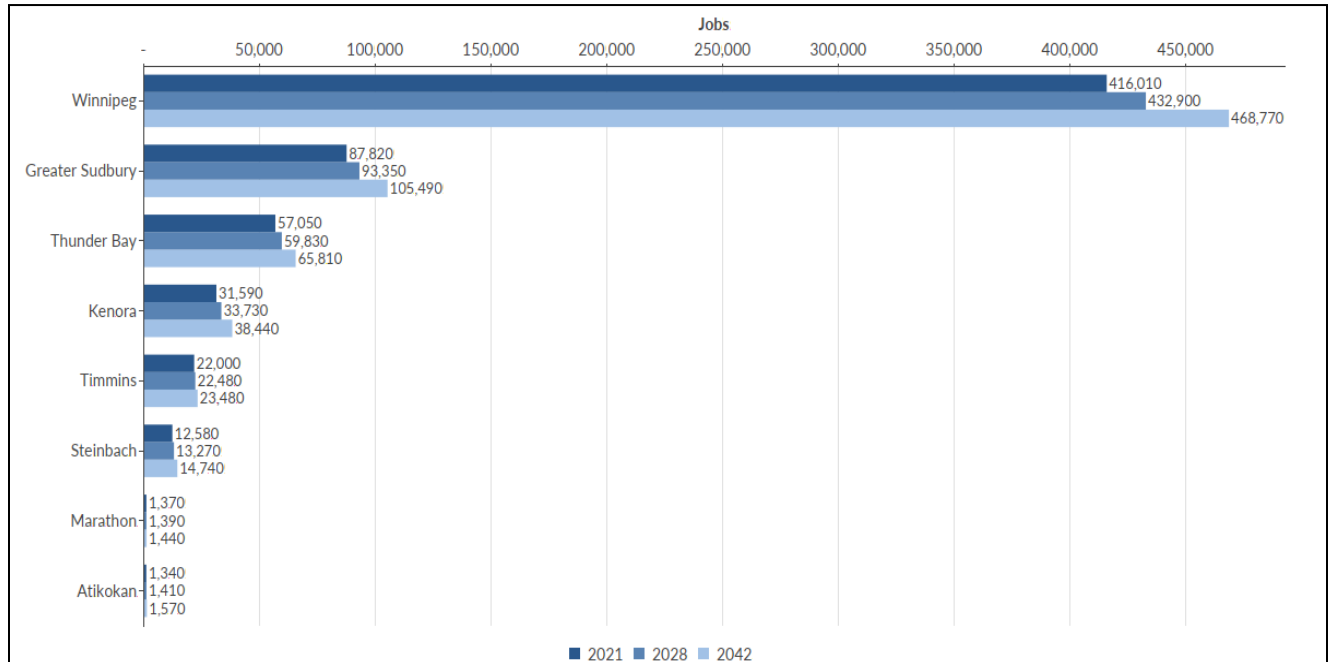 Jobs
- 50,000 100,000 150,000 200,000 250,000 300,000 350,000 400,000 450,000
Winnipeg
416,010
432,900
468,770
Greater Sudbury
87,820
93,350
105,490
Thunder Bay
57,050
59,830
65,810
Kenora
31,590
33,730
38,440
Timmins
22,000
22,480
23,480
Steinbach
12,580
13,270
14,740
Marathon
1,370
1,390
1,440
Atikokan
1,340
1,410
1,570
2021 2028 2042